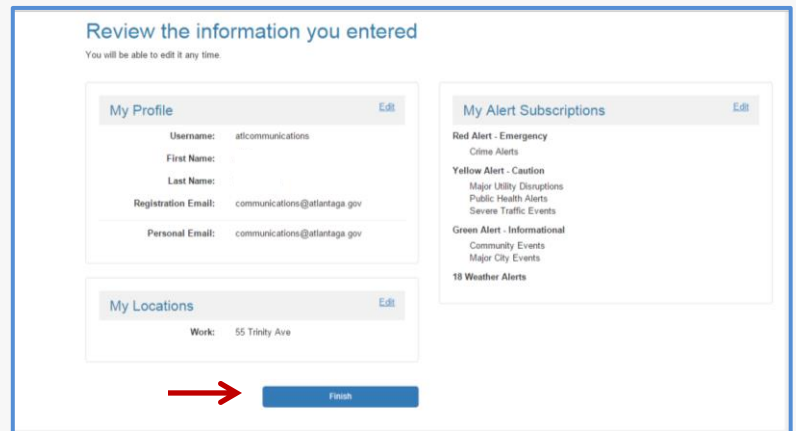 Review the information you entered
You will be able to edit it any time.
My Profile Edit
Username: atlcommunications
First Name:
Last Name:
Registration Email: communications@atlantaga.gov
Personal Email: communications@atlantaga.gov
My Locations Edit
Work: 55 Trinity Ave
My Alert Subscriptions Edit
Red Alert - Emergency
Crime Alerts
Yellow Alert - Caution
Major Utility Disruptions
Public Health Alerts
Severe Traffic Events
Green Alert - Informational
Community Events
Major City Events
18 Weather Alerts
Finish